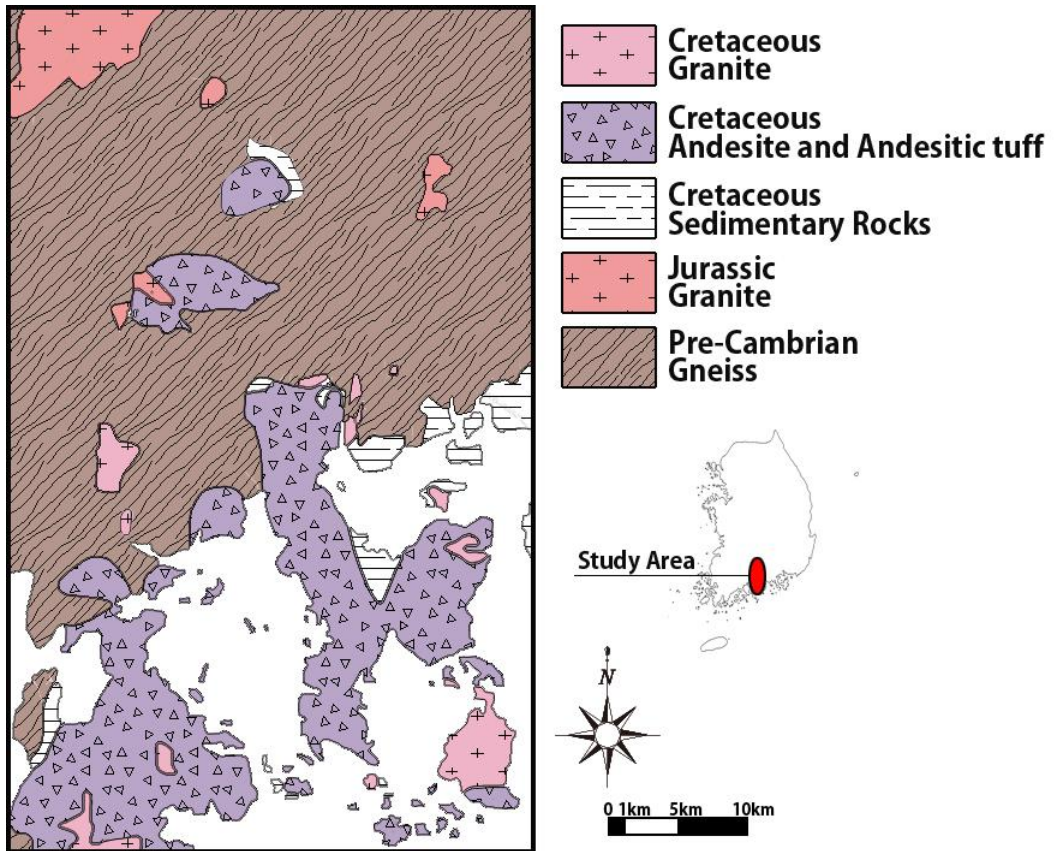 Cretaceous
Granite
Cretaceous
Andesite and Andesitic tuff
Cretaceous
Sedimentary Rocks
Jurassic
Granite
Pre-Cambrian
Gneiss
Study Area
N
0 1km 5km 10km